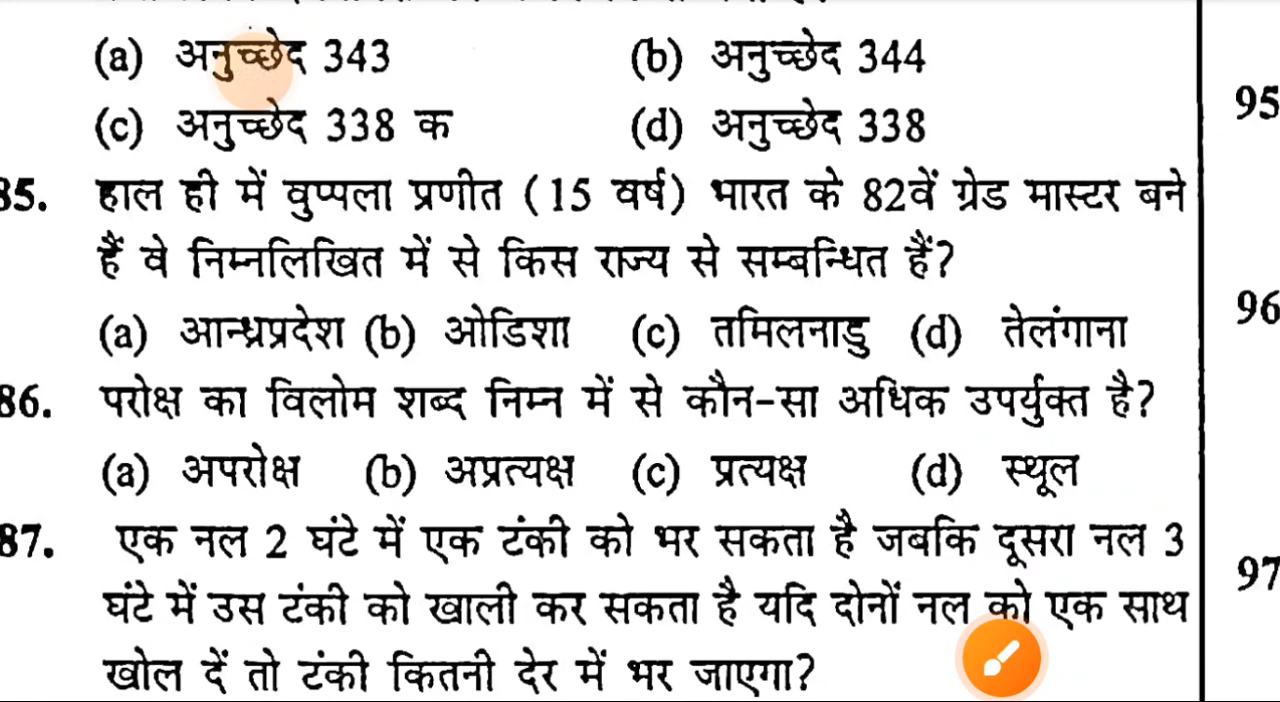 (a) अनुच्छेद 343 (b) अनुच्छेद 344
(c) अनुच्छेद 338 क (d) अनुच्छेद 338
95
85. हाल ही में वुप्पला प्रणीत (15 वर्ष) भारत के 82वें ग्रेड मास्टर बने
हैं वे निम्नलिखित में से किस राज्य से सम्बन्धित हैं?
96
(a) आन्ध्रप्रदेश (b) ओडिशा (c) तमिलनाडु (d) तेलंगाना
86. परोक्ष का विलोम शब्द निम्न में से कौन-सा अधिक उपर्युक्त है?
(a) अपरोक्ष (b) अप्रत्यक्ष (c) प्रत्यक्ष (d) स्थूल
87. एक नल 2 घंटे में एक टंकी को भर सकता है जबकि दूसरा नल 3
97
घंटे में उस टंकी को खाली कर सकता है यदि दोनों नल को एक साथ
खोल दें तो टंकी कितनी देर में भर जाएगा?